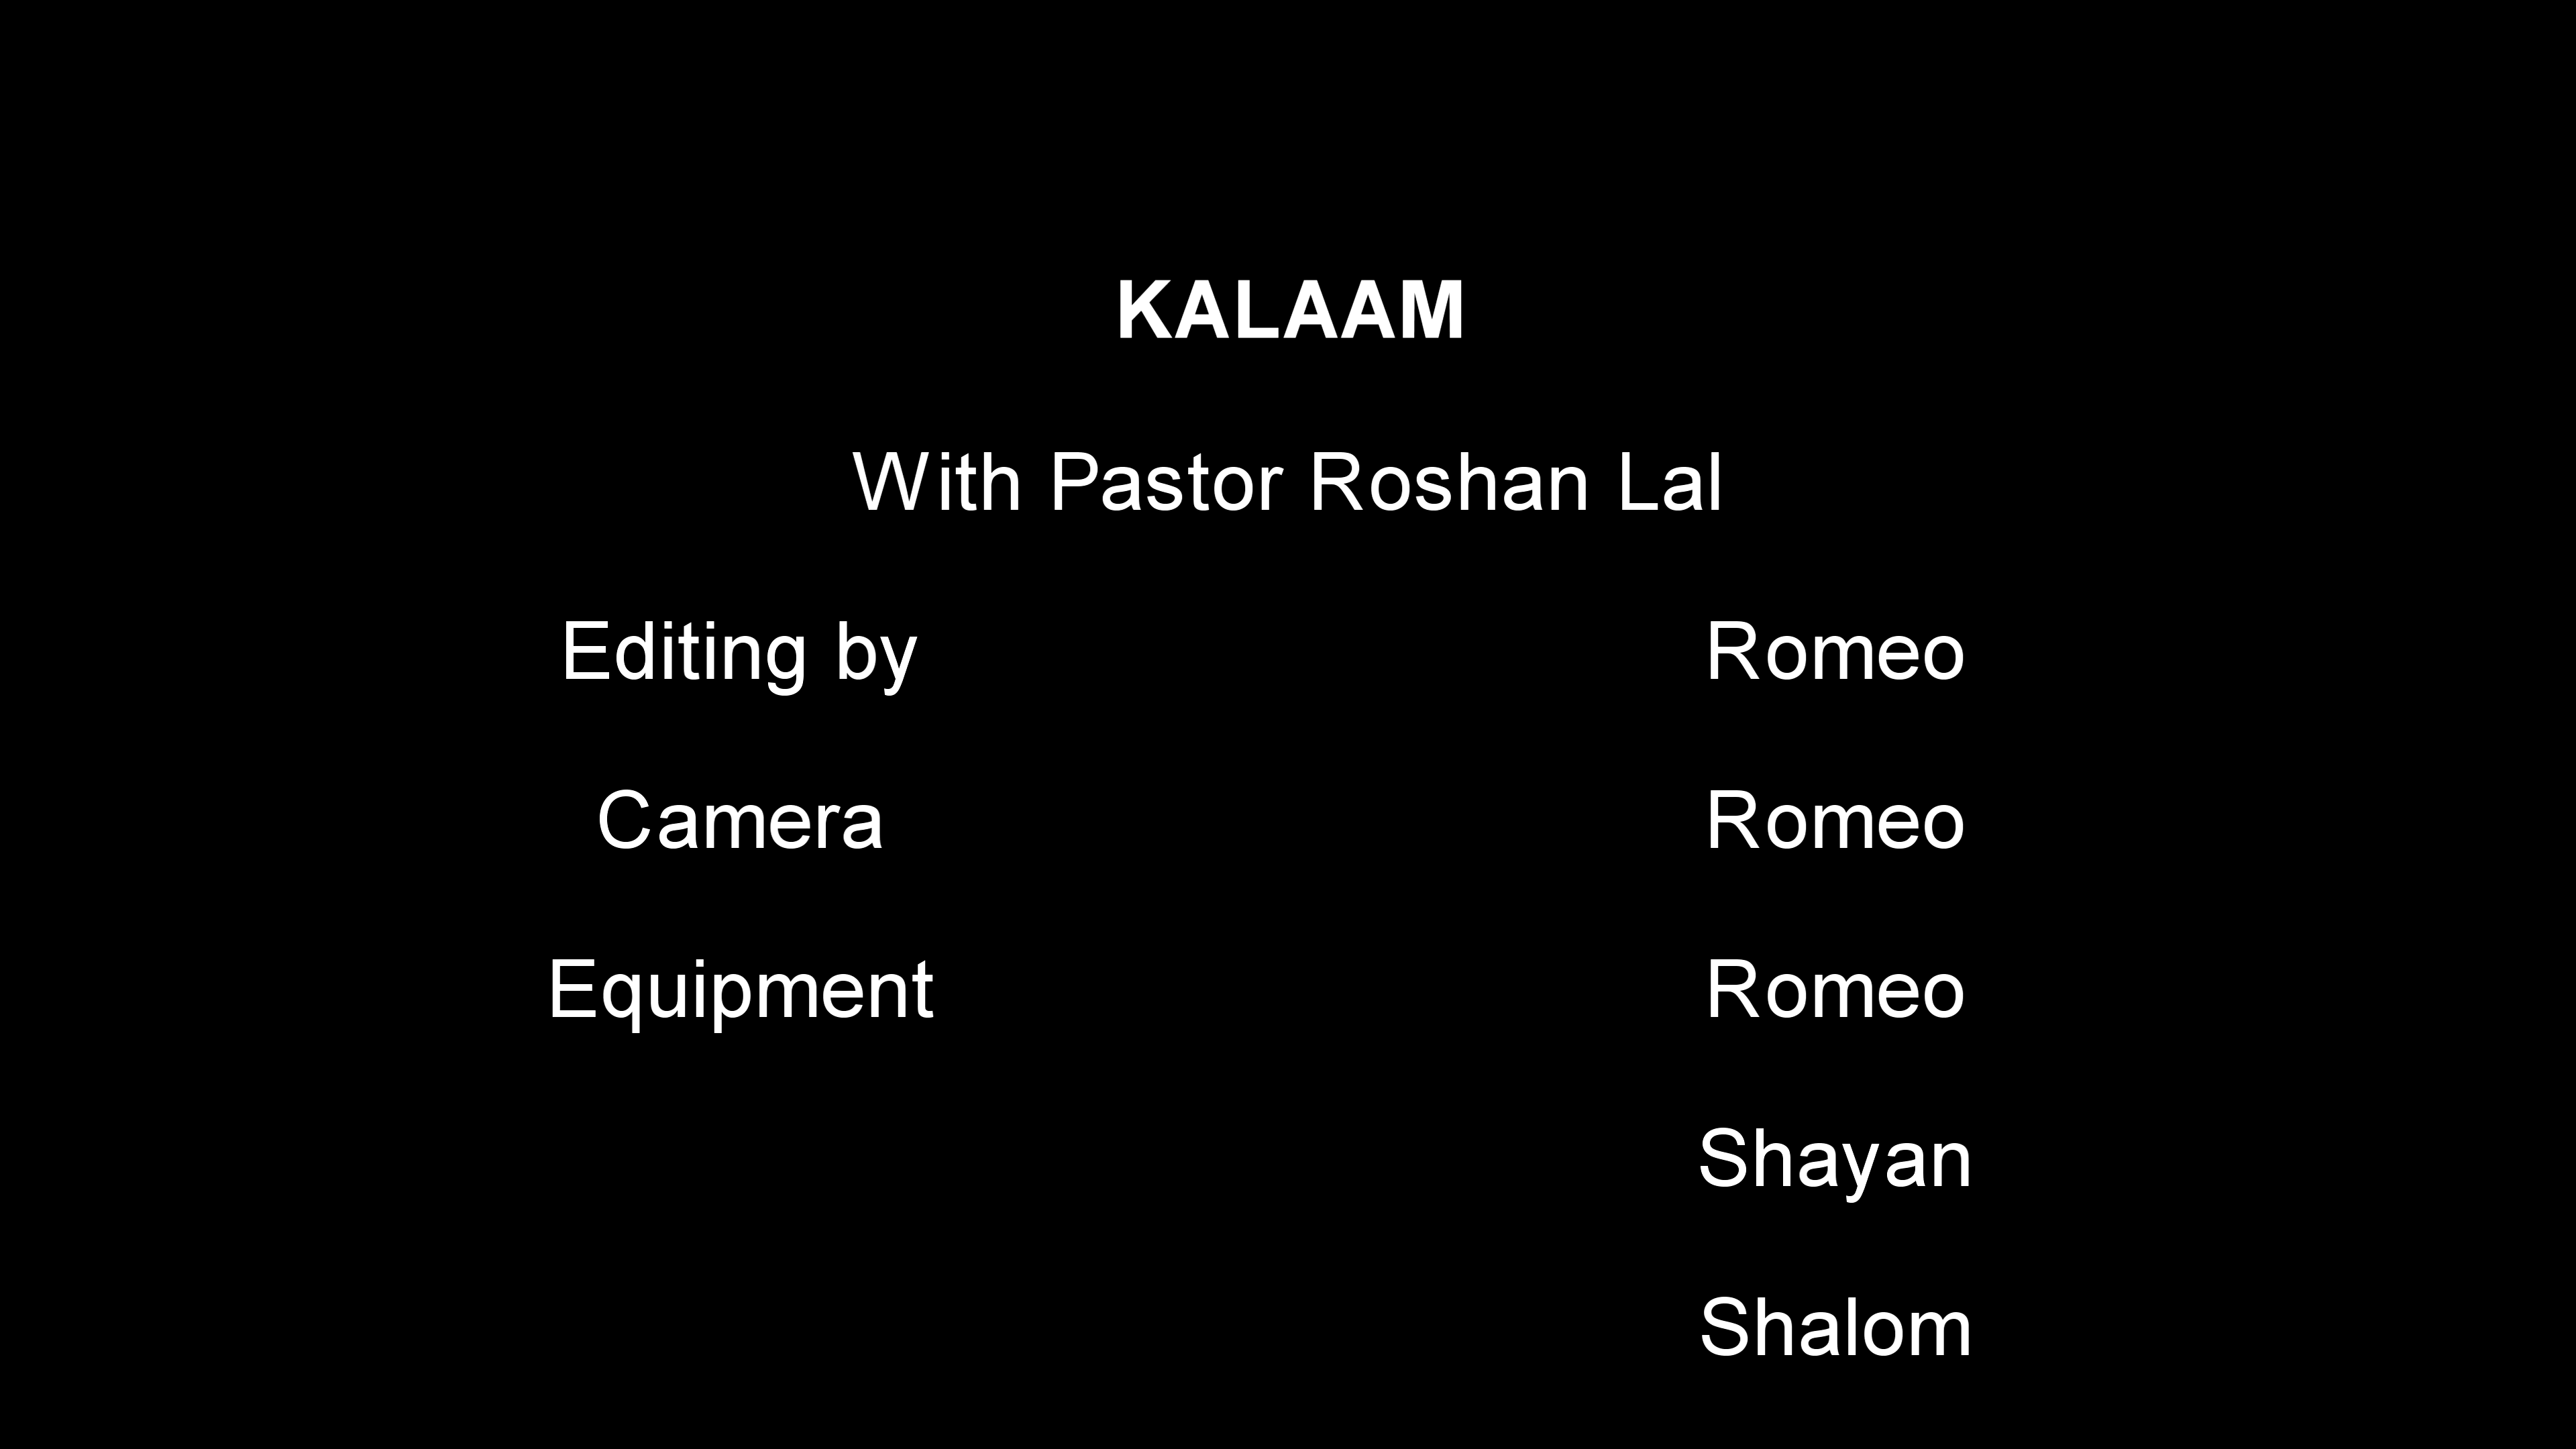 KALAAM
With Pastor Roshan Lal
Editing by Romeo
Camera Romeo
Equipment Romeo
Shayan
Shalom